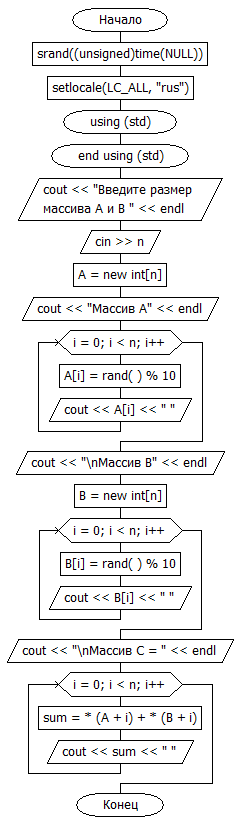 Начало
srand((unsigned)time(NULL))
setlocale(LC_ALL, "rus")
using (std)
end using (std)
cout << "Введите размер
массива A и B " << endl
cin >> n
A = new int[n]
cout << "Массив A" << endl
i = 0; i < n; i++
A[i] = rand( ) % 10
cout << A[i] << " "
cout << "\nМассив B" << endl
B = new int[n]
i = 0; i < n; i++
B[i] = rand( ) % 10
cout << B[i] << " "
cout << "\nМассив C = " << endl
i = 0; i < n; i++
sum = * (A + i) + * (B + i)
cout << sum << " "
Конец